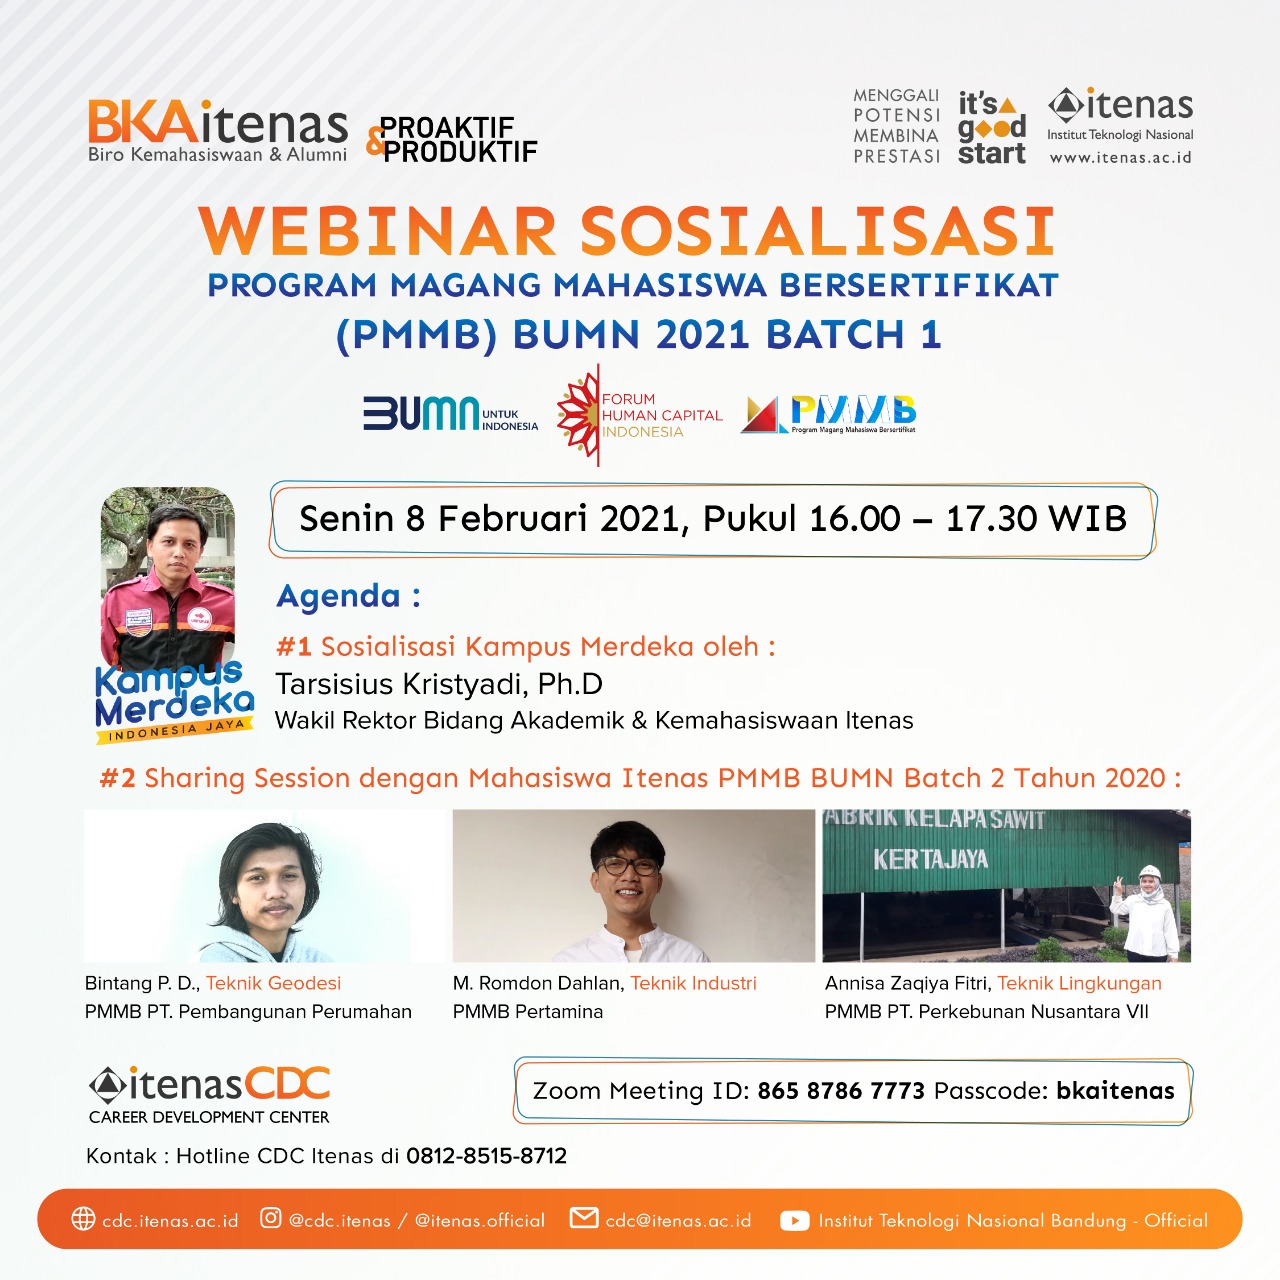 BKAitenas
Biro Kemahasiswaan & Alumni
PROAKTIF
& PRODUKTIF
MENGGALI
POTENSI
MEMBINA
PRESTASI
it's
good
start
itenas
Institut Teknologi Nasional
www.itenas.ac.id
WEBINAR SOSIALISASI
PROGRAM MAGANG MAHASISWA BERSERTIFIKAT
(PMMB) BUMN 2021 BATCH 1
BUMN UNTUK
INDONESIA
FORUM
HUMAN CAPITAL
INDONESIA
PMMB
Program Magang Mahasiswa Bersertifikat
Senin 8 Februari 2021, Pukul 16.00 – 17.30 WIB
Agenda :
#1 Sosialisasi Kampus Merdeka oleh :
Tarsisius Kristyadi, Ph.D
Wakil Rektor Bidang Akademik & Kemahasiswaan Itenas
Kampus
Merdeka
INDONESIA JAYA
#2 Sharing Session dengan Mahasiswa Itenas PMMB BUMN Batch 2 Tahun 2020 :
ABRIK KELAPA SAWIT
KERTAJAYA
Bintang P. D., Teknik Geodesi
PMMB PT. Pembangunan Perumahan
M. Romdon Dahlan, Teknik Industri
PMMB Pertamina
Annisa Zaqiya Fitri, Teknik Lingkungan
PMMB PT. Perkebunan Nusantara VII
itenasCDC
CAREER DEVELOPMENT CENTER
Zoom Meeting ID: 865 8786 7773 Passcode: bkaitenas
Kontak : Hotline CDC Itenas di 0812-8515-8712
cdc.itenas.ac.id
@cdc.itenas / @itenas.official
cdc@itenas.ac.id
Institut Teknologi Nasional Bandung - Official